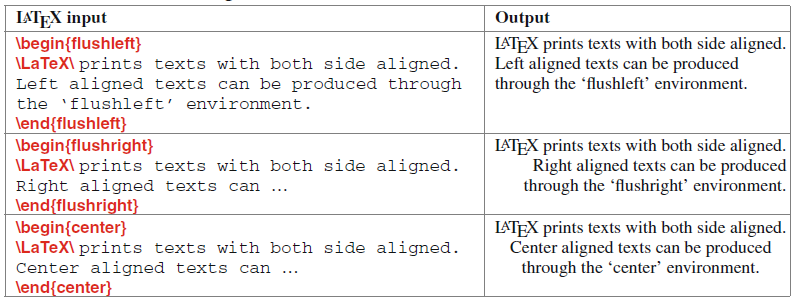 LATEX input
Output
\begin{flushleft}
\LaTeX\ prints texts with both side aligned.
Left aligned texts can be produced through
the ‘flushleft’ environment.
\end{flushleft}
LATEX prints texts with both side aligned.
Left aligned texts can be produced
through the ‘flushleft’ environment.
\begin{flushright}
\LaTeX\ prints texts with both side aligned.
Right aligned texts can ...
\end{flushright}
LATEX prints texts with both side aligned.
Right aligned texts can be produced
through the ‘flushright’ environment.
\begin{center}
\LaTeX\ prints texts with both side aligned.
Center aligned texts can ...
\end{center}
LATEX prints texts with both side aligned.
Center aligned texts can be produced
through the ‘center’ environment.